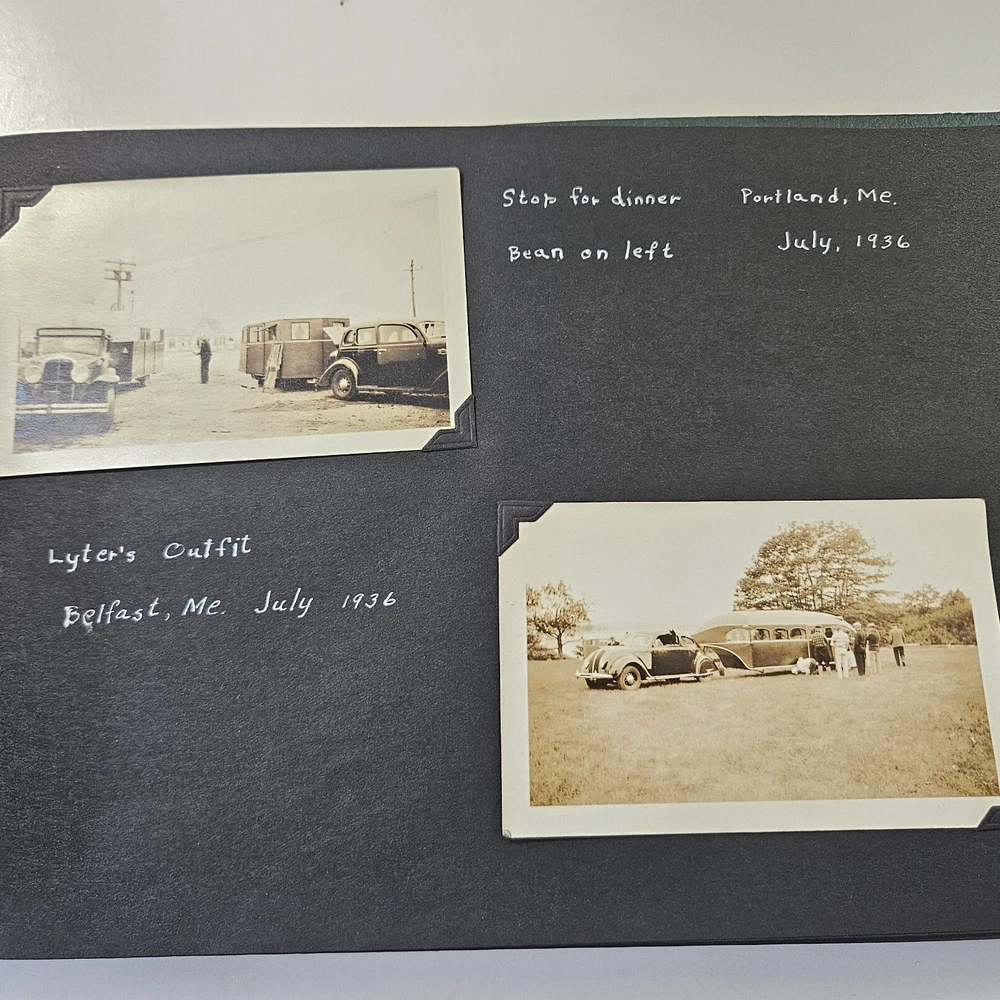 Stop for dinner Portland, Me.
Bean on left July, 1936
Lyter's Outfit
Belfast, Me. July 1936